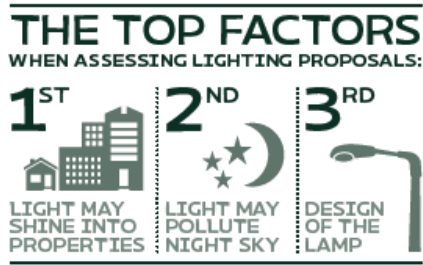 THE TOP FACTORS
WHEN ASSESSING LIGHTING PROPOSALS:
1ST
LIGHT MAY
SHINE INTO
PROPERTIES
2ND
LIGHT MAY
POLLUTE
NIGHT SKY
3RD
DESIGN
OF THE
LAMP